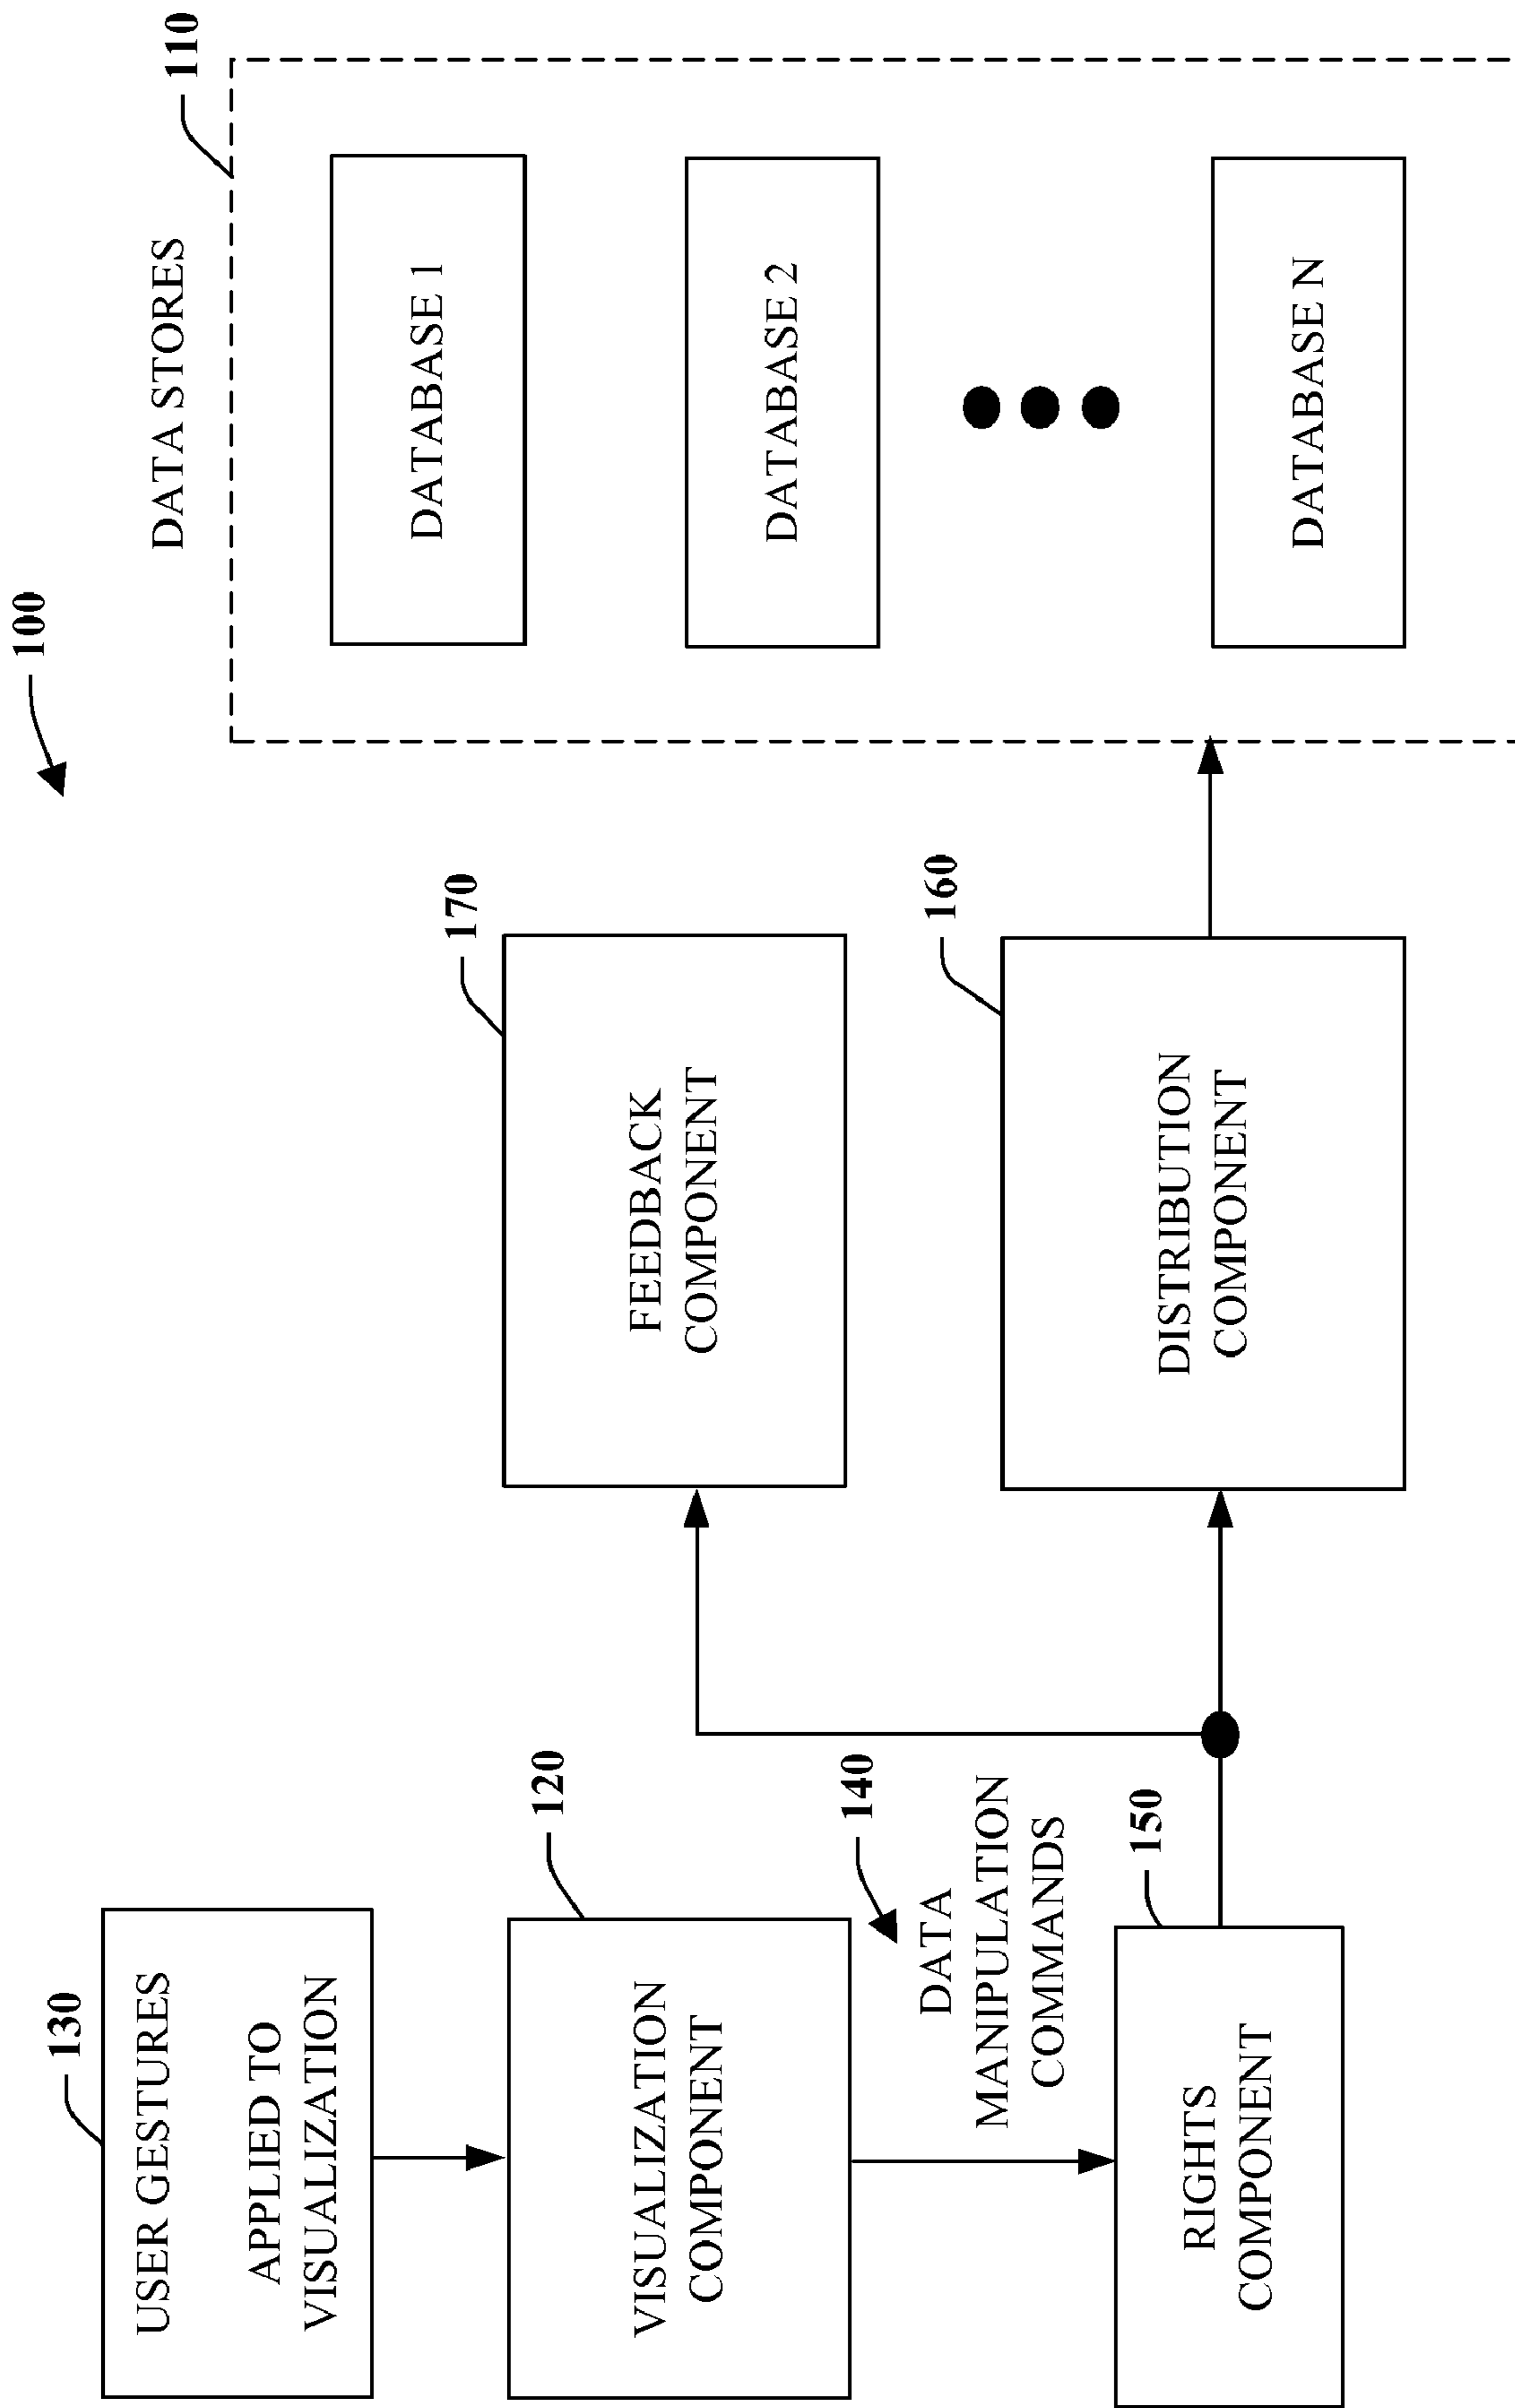 100
130
USER GESTURES
APPLIED TO
VISUALIZATION
120
VISUALIZATION
COMPONENT
140
DATA
MANIPULATION
COMMANDS
150
RIGHTS
COMPONENT
170
FEEDBACK
COMPONENT
160
DISTRIBUTION
COMPONENT
DATA STORES
110
DATABASE 1
DATABASE 2
DATABASE N